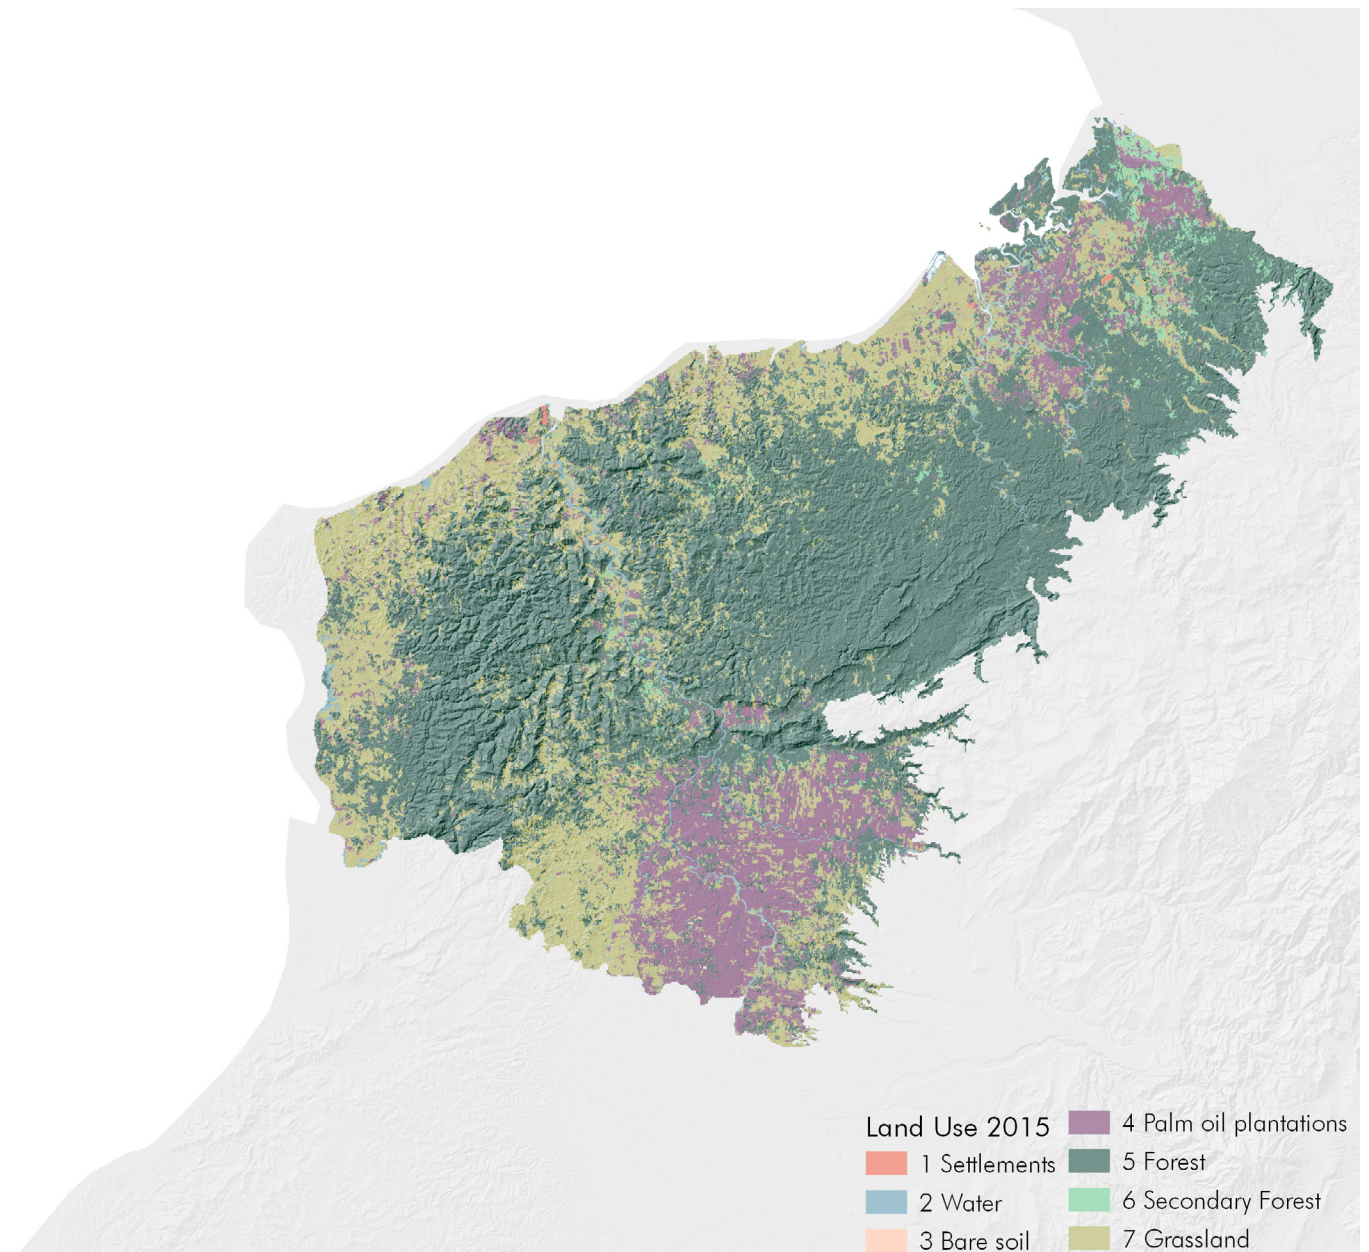 Land Use 2015
1 Settlements
2 Water
3 Bare soil
4 Palm oil plantations
5 Forest
6 Secondary Forest
7 Grassland